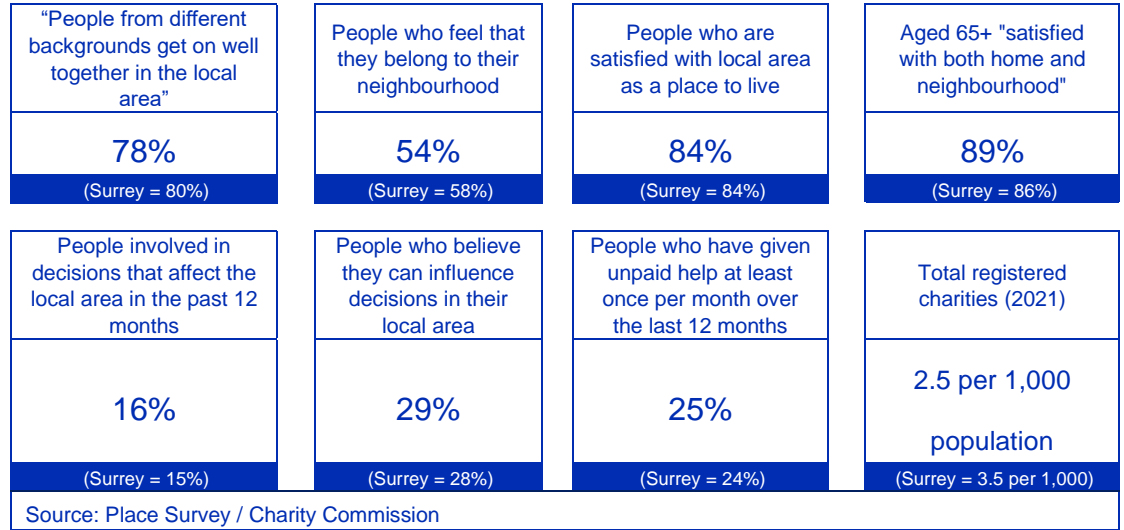 “People from different
backgrounds get on well
together in the local
area”
78%
(Surrey = 80%)
People who feel that
they belong to their
neighbourhood
54%
(Surrey = 58%)
People who are
satisfied with local area
as a place to live
84%
(Surrey = 84%)
Aged 65+ "satisfied
with both home and
neighbourhood"
89%
(Surrey = 86%)
People involved in
decisions that affect the
local area in the past 12
months
16%
(Surrey = 15%)
People who believe
they can influence
decisions in their
local area
29%
(Surrey = 28%)
People who have given
unpaid help at least
once per month over
the last 12 months
25%
(Surrey = 24%)
Total registered
charities (2021)
2.5 per 1,000
population
(Surrey = 3.5 per 1,000)
Source: Place Survey / Charity Commission